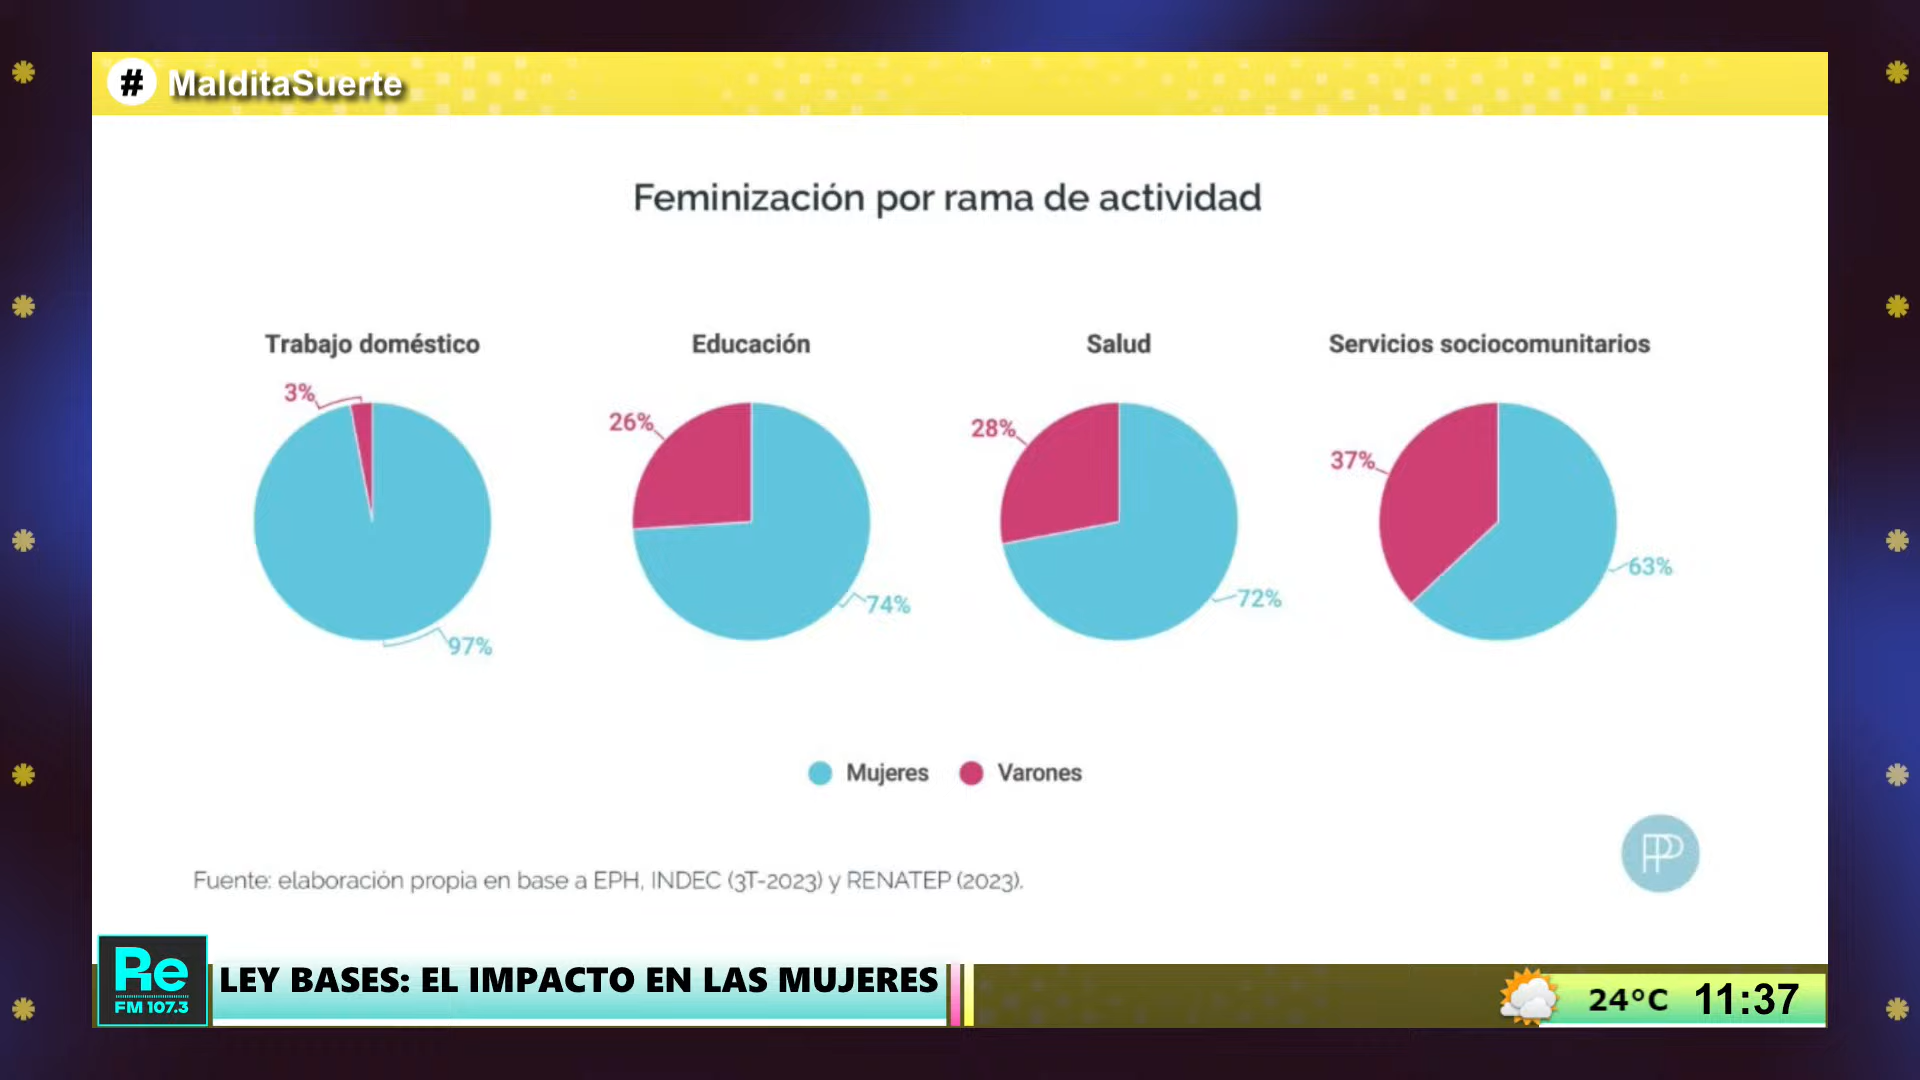 # MalditaSuerte
Feminización por rama de actividad
Trabajo doméstico
Educación
Salud
Servicios sociocomunitarios
3%
97%
26%
74%
28%
72%
37%
63%
Mujeres
Varones
PP
Fuente: elaboración propia en base a EPH, INDEC (3T-2023) y RENATEP (2023).
Re
FM 107.3
LEY BASES: EL IMPACTO EN LAS MUJERES
24°C 11:37